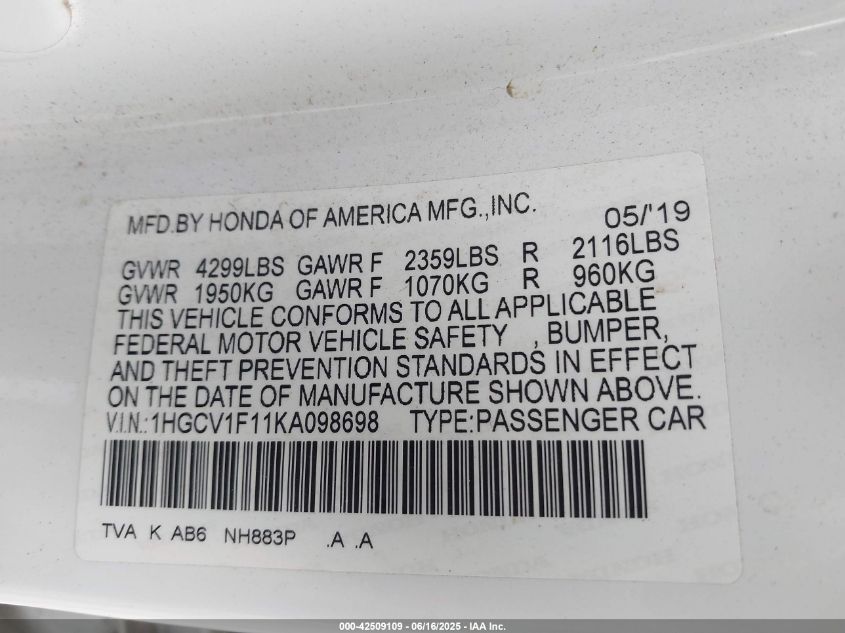 MFD.BY HONDA OF AMERICA MFG.,INC. 05/'19
GVWR 4299LBS GAWR F 2359LBS R 2116LBS
GVWR 1950KG GAWR F 1070KG R 960KG
THIS VEHICLE CONFORMS TO ALL APPLICABLE
FEDERAL MOTOR VEHICLE SAFETY , BUMPER,
AND THEFT PREVENTION STANDARDS IN EFFECT
ON THE DATE OF MANUFACTURE SHOWN ABOVE.
V.I.N.:1HGCV1F11KA098698 TYPE:PASSENGER CAR
TVA K AB6 NH883P .A .A
000-42509109 - 06/16/2025 - IAA Inc.